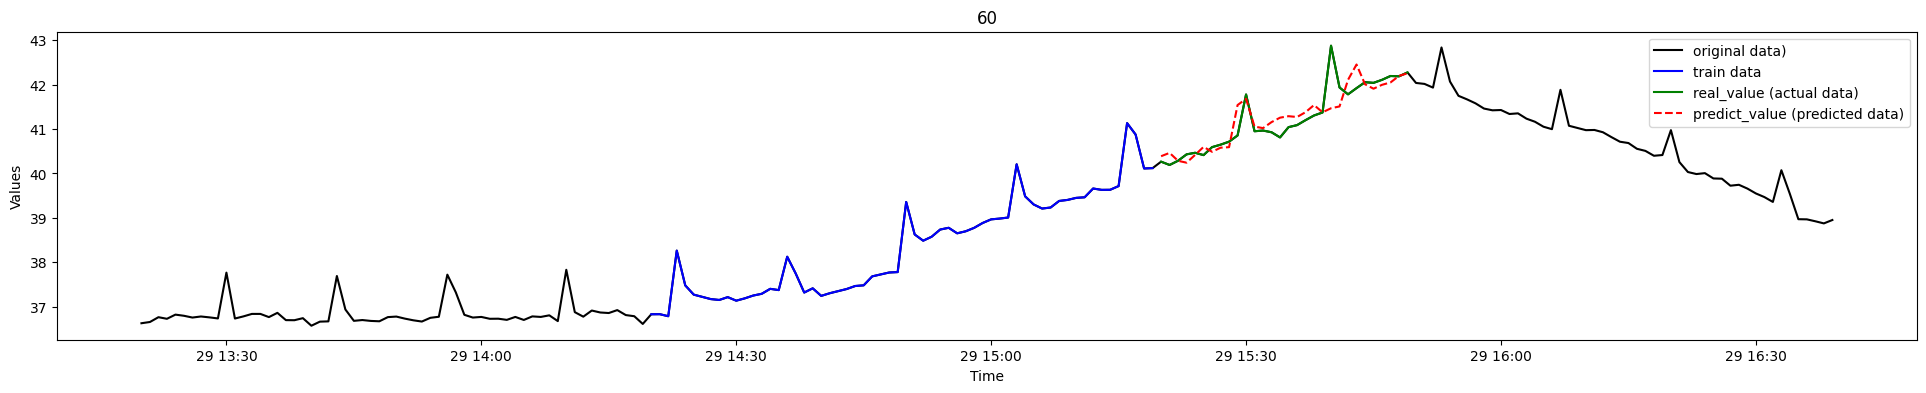 60
43
42
41
40
39
38
37
Values
29 13:30
29 14:00
29 14:30
29 15:00
29 15:30
29 16:00
29 16:30
Time
original data)
train data
real_value (actual data)
predict_value (predicted data)